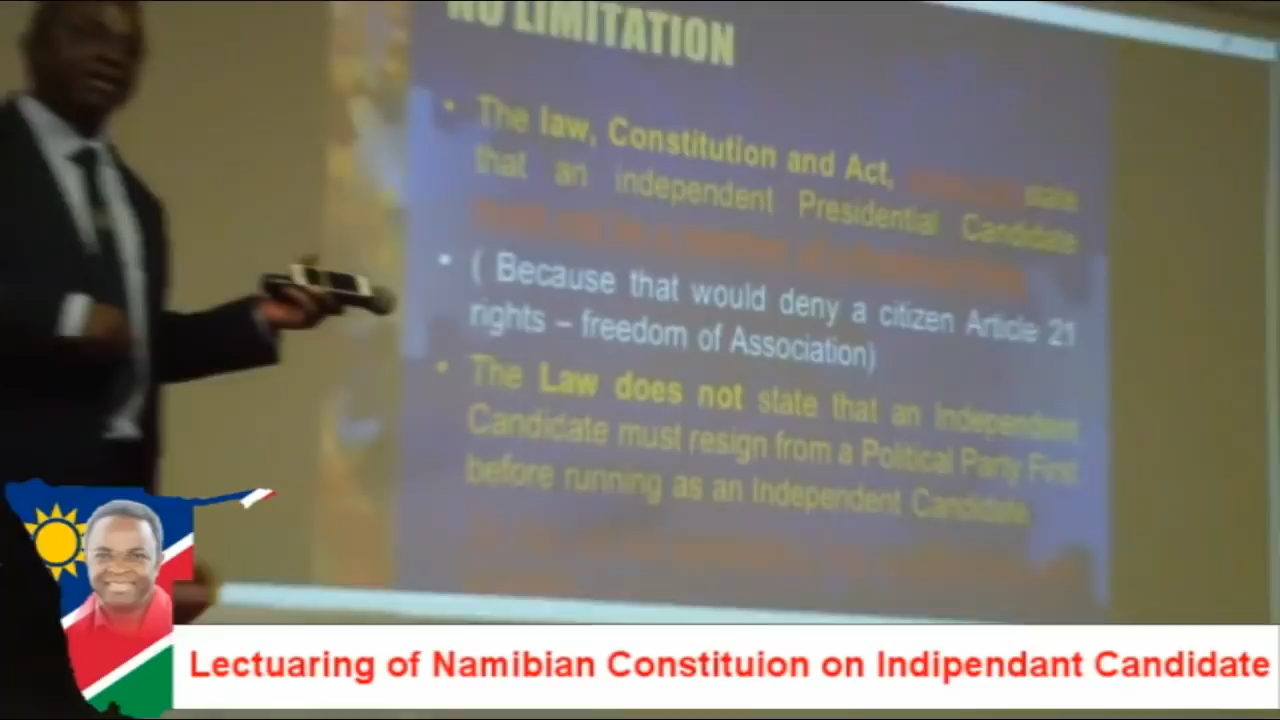 NO LIMITATION
• The law, Constitution and Act, state
that an independent Presidential Candidate
• ( Because that would deny a citizen Article 21
rights – freedom of Association)
• The Law does not state that an Independent
Candidate must resign from a Political Party First
before running as an Independent Candidate
Lectuaring of Namibian Constituion on Indipendant Candidate